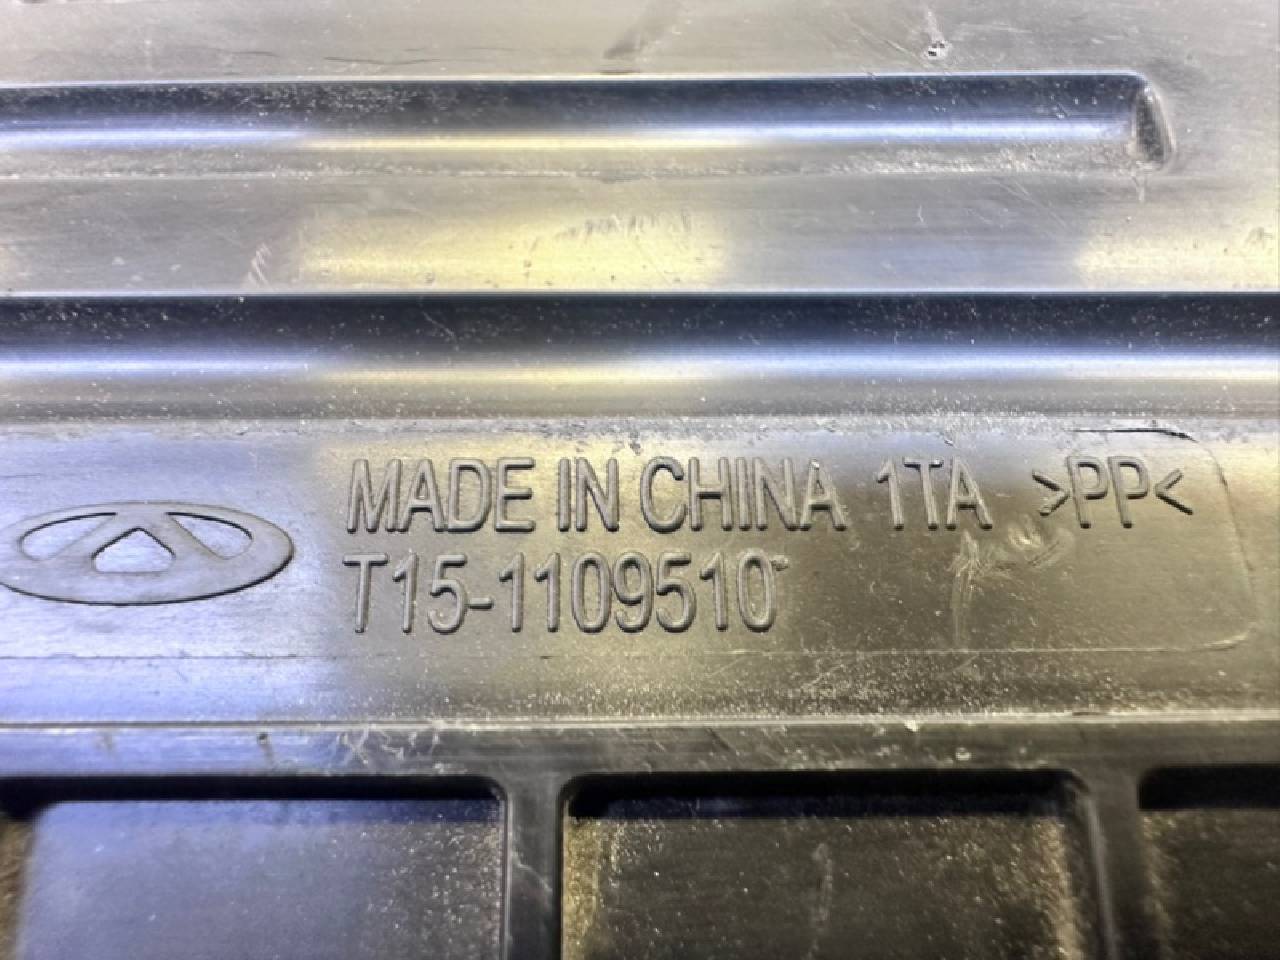 MADE IN CHINA 1TA >PP<
T15-1109510